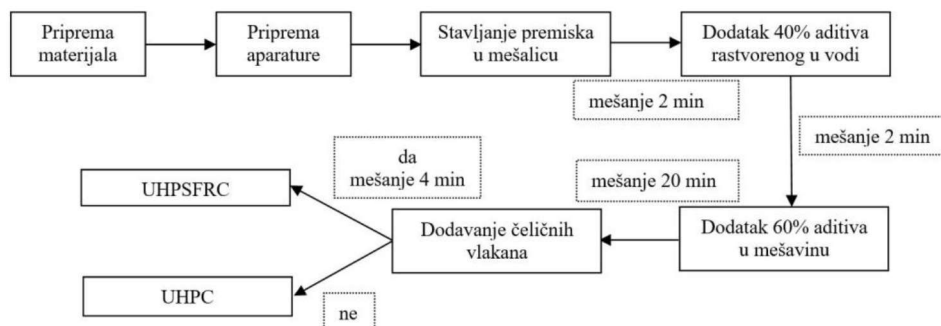 Priprema
materijala
Priprema
aparature
Stavljanje premiska
u mešalicu
Dodatak 40% aditiva
rastvorenog u vodi
mešanje 2 min
mešanje 2 min
da
mešanje 4 min
mešanje 20 min
UHPSFRC
Dodavanje čeličnih
vlakana
Dodatak 60% aditiva
u mešavinu
UHPC
ne